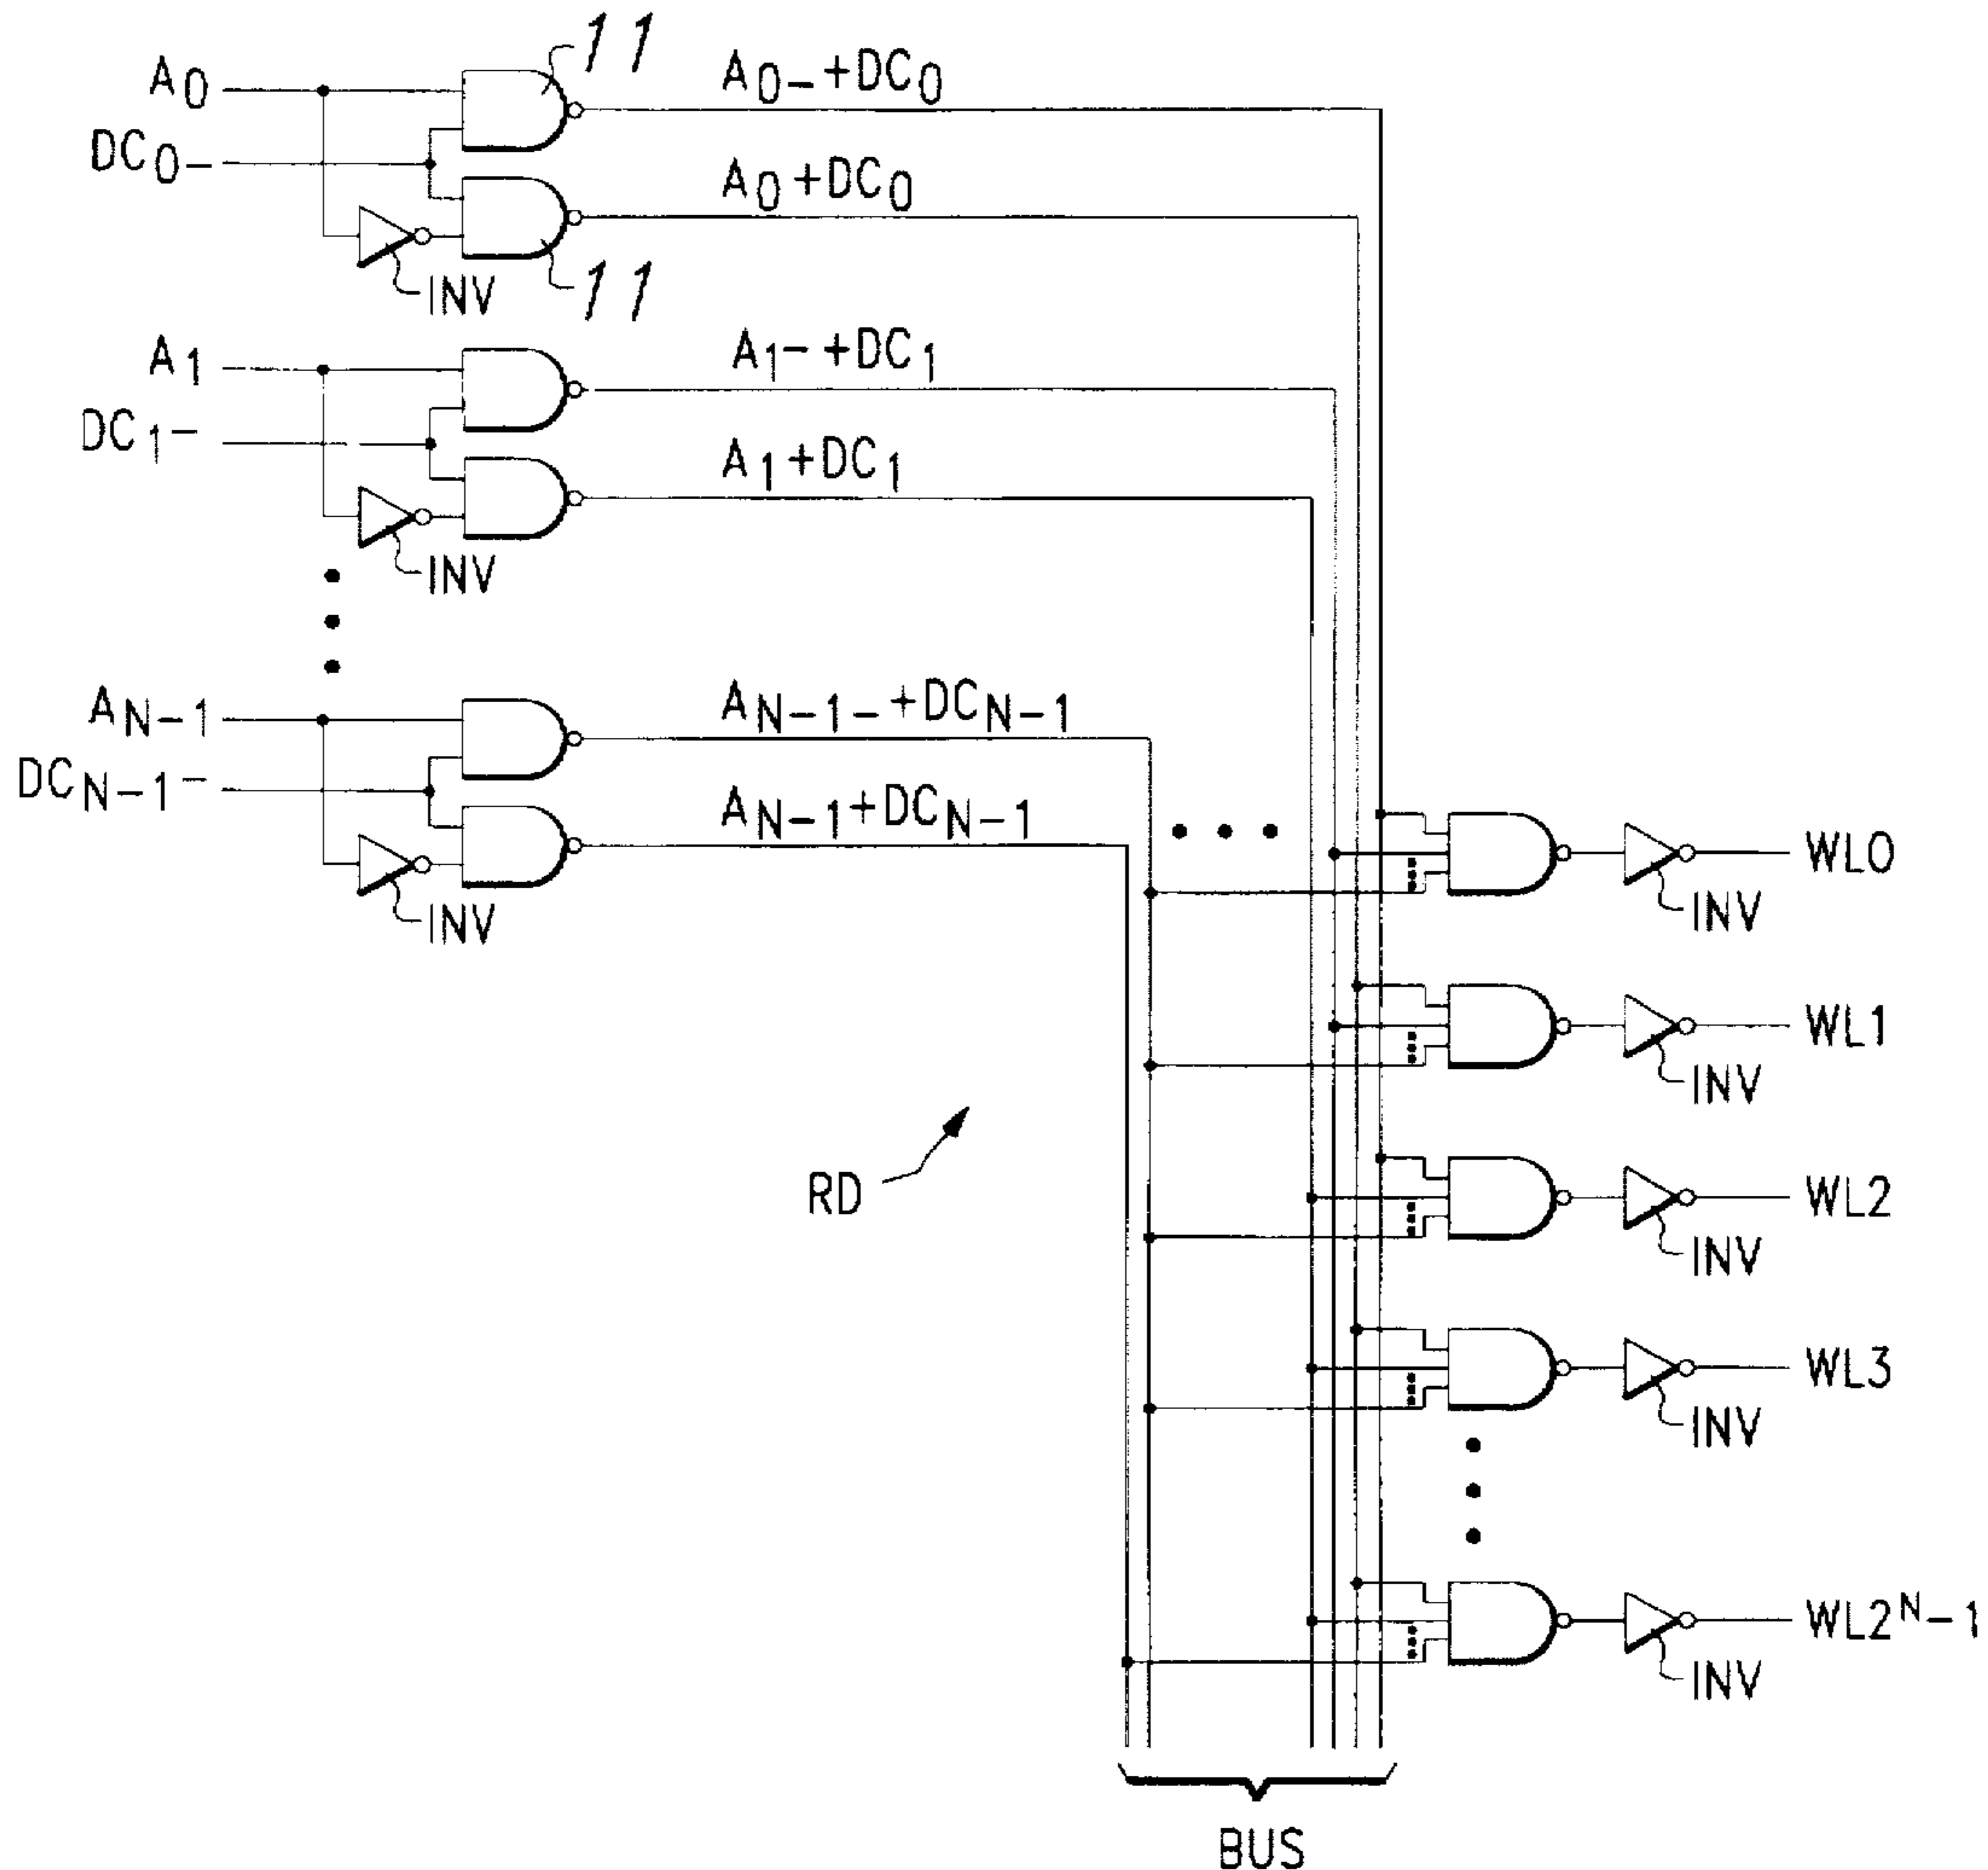 A0
DC0-
11
A0-+DC0
A0+DC0
INV
11
A1
DC1-
A1-+DC1
A1+DC1
INV
AN-1
DCN-1-
AN-1-+DCN-1
AN-1+DCN-1
INV
WL0
INV
WL1
INV
RD
WL2
INV
WL3
INV
WL2N-1
INV
BUS